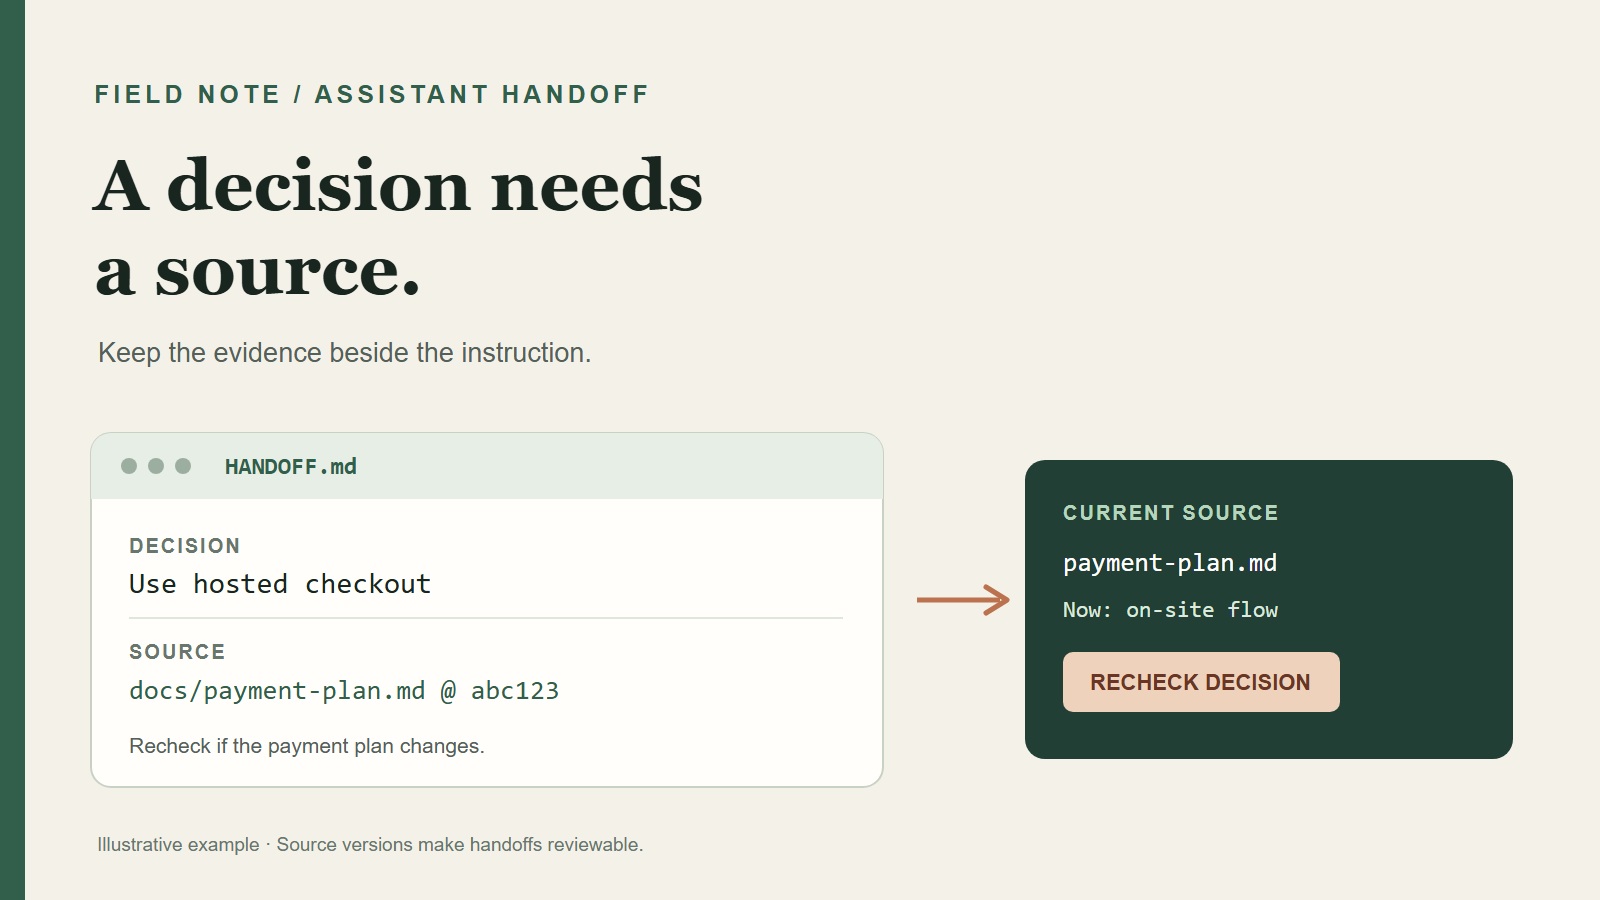 FIELD NOTE / ASSISTANT HANDOFF
A decision needs
a source.
Keep the evidence beside the instruction.
HANDOFF.md
DECISION
Use hosted checkout
SOURCE
docs/payment-plan.md @ abc123
Recheck if the payment plan changes.
CURRENT SOURCE
payment-plan.md
Now: on-site flow
RECHECK DECISION
Illustrative example · Source versions make handoffs reviewable.